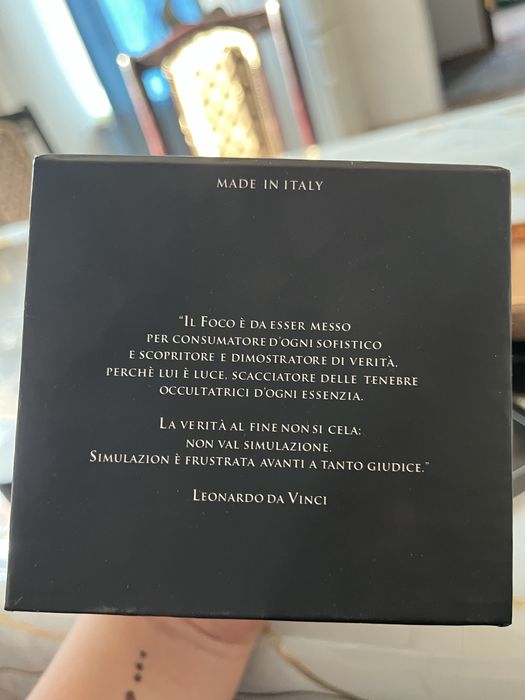 MADE IN ITALY
"IL FOCO È DA ESSER MESSO
PER CONSUMATORE D'OGNI SOFISTICO
E SCOPRITORE E DIMOSTRATORE DI VERITÀ,
PERCHÈ LUI È LUCE, SCACCIATORE DELLE TENEBRE
OCCULTATRICI D'OGNI ESSENZIA.
LA VERITÀ AL FINE NON SI CELA;
NON VAL SIMULAZIONE.
SIMULAZION È FRUSTRATA AVANTI A TANTO GIUDICE."
LEONARDO DA VINCI